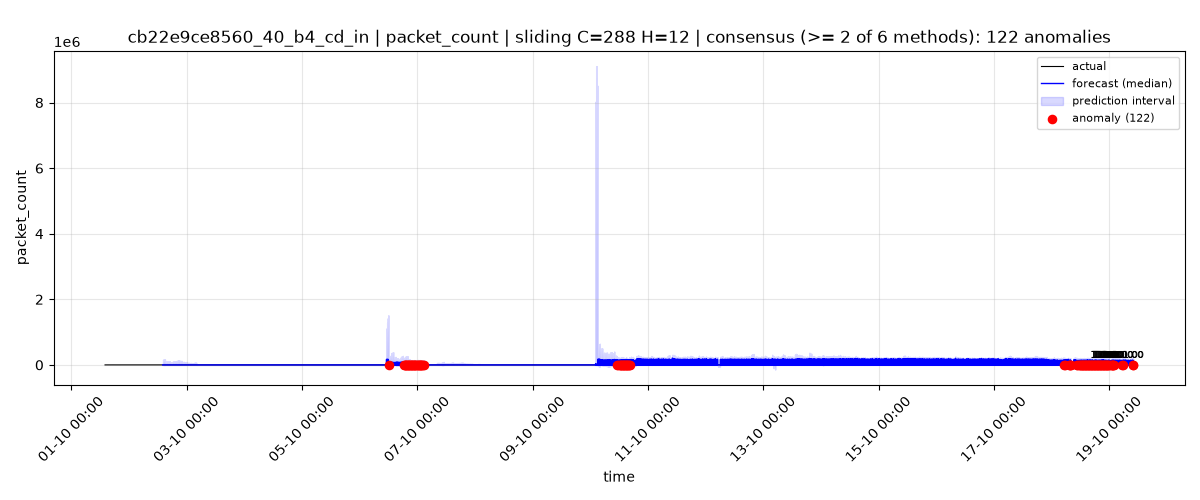 cb22e9ce8560_40_b4_cd_in | packet_count | sliding C=288 H=12 | consensus (>= 2 of 6 methods): 122 anomalies
1e6
actual
forecast (median)
prediction interval
anomaly (122)
8
6
4
2
0
packet_count
01-10 00:00
03-10 00:00
05-10 00:00
07-10 00:00
09-10 00:00
11-10 00:00
13-10 00:00
15-10 00:00
17-10 00:00
19-10 00:00
time